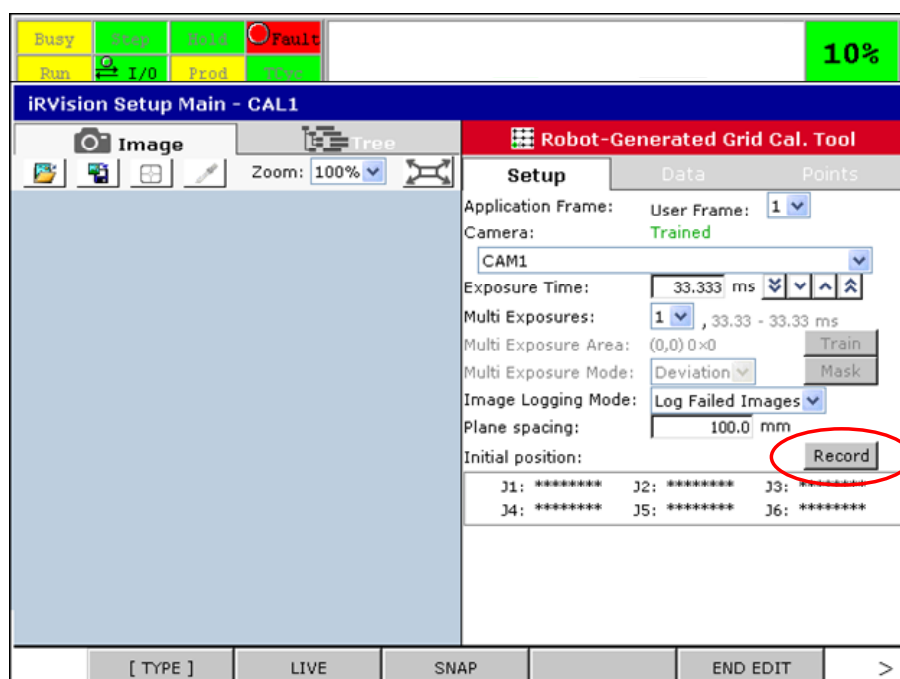 Busy Step Hold Fault
Run I/O Prod TCyc
10%
iRVision Setup Main - CAL1
Image Tree
Robot-Generated Grid Cal. Tool
Zoom: 100%
Setup Data Points
Application Frame: User Frame: 1
Camera: Trained
CAM1
Exposure Time: 33.333 ms
Multi Exposures: 1 , 33.33 - 33.33 ms
Multi Exposure Area: (0,0) 0×0 Train
Multi Exposure Mode: Deviation Mask
Image Logging Mode: Log Failed Images
Plane spacing: 100.0 mm
Initial position: Record
J1: ******** J2: ******** J3: ********
J4: ******** J5: ******** J6: ********
[ TYPE ] LIVE SNAP END EDIT >